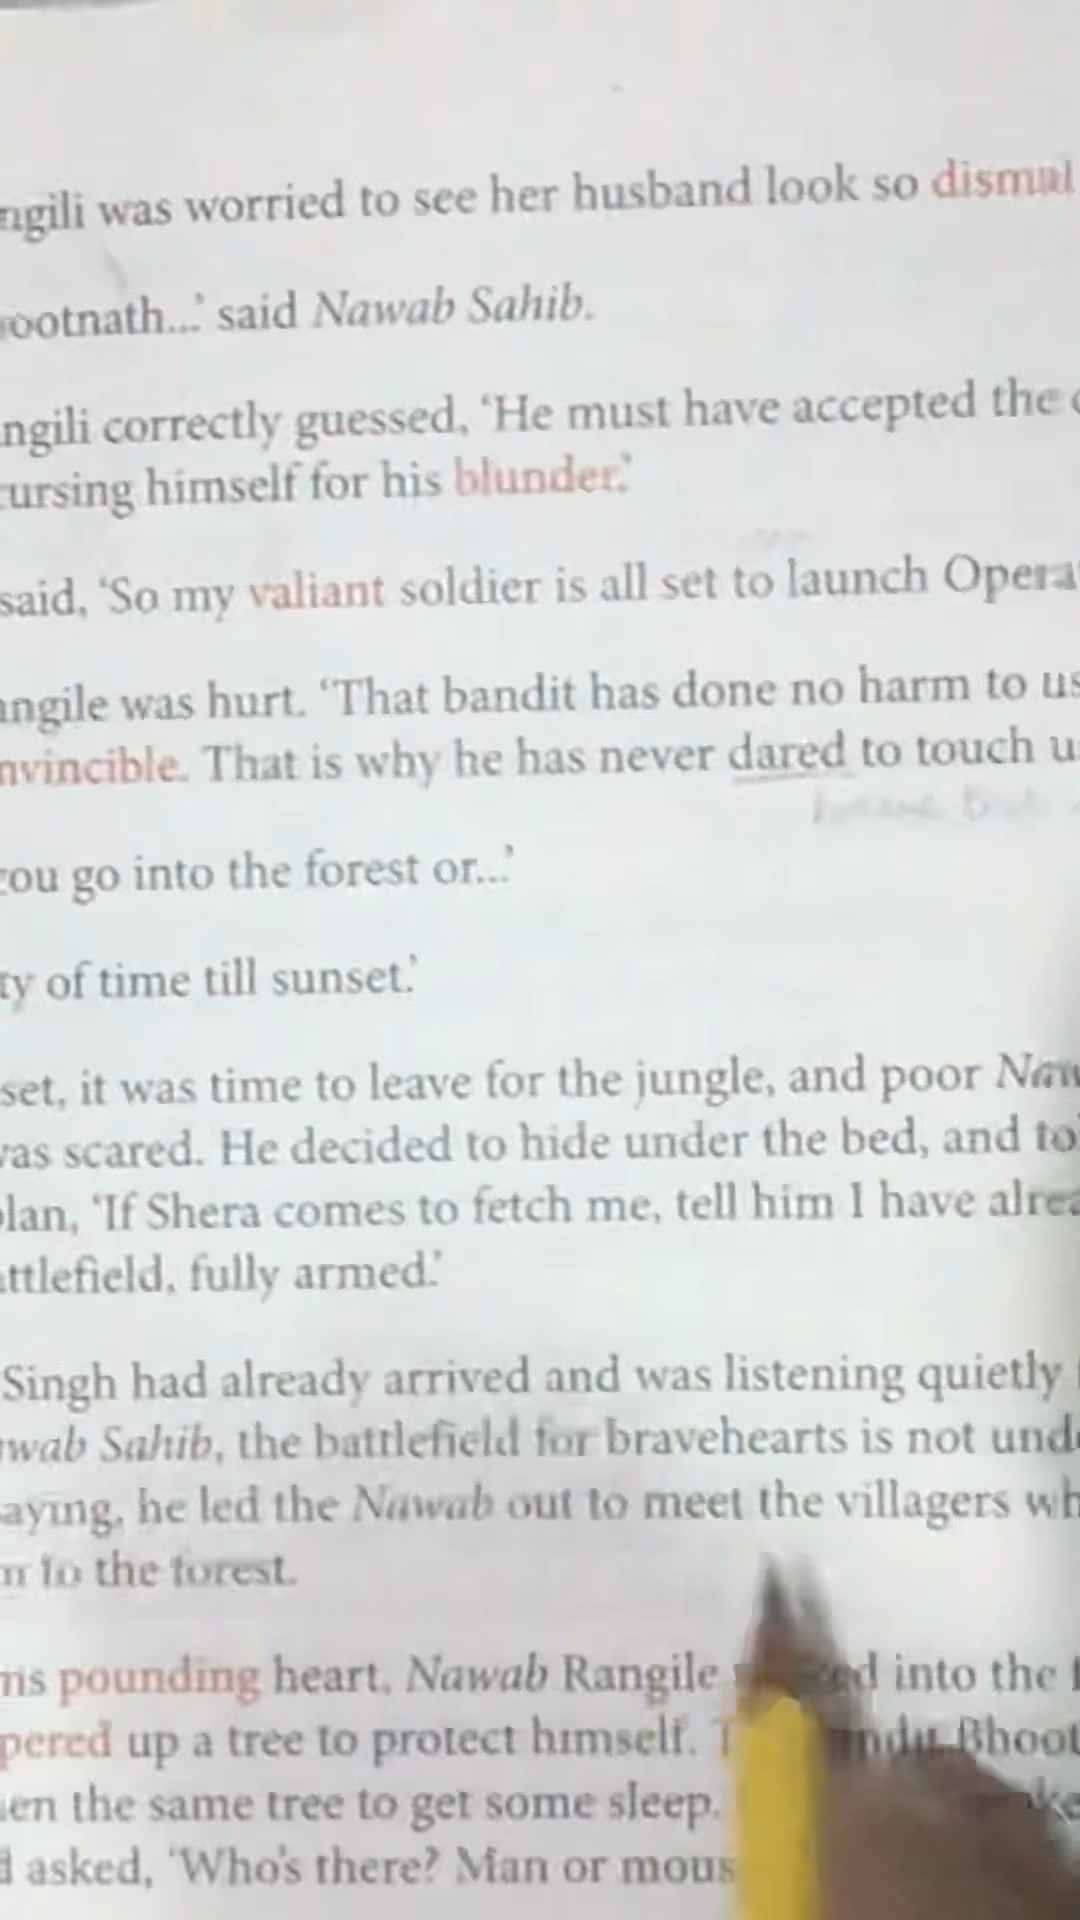 ngili was worried to see her husband look so dismal
ootnath...' said Nawab Sahib.
ngili correctly guessed, 'He must have accepted the
ursing himself for his blunder.'
said, 'So my valiant soldier is all set to launch Opera
angile was hurt. 'That bandit has done no harm to us
nvincible. That is why he has never dared to touch u
ou go into the forest or...'
ty of time till sunset.'
set, it was time to leave for the jungle, and poor Naw
as scared. He decided to hide under the bed, and to
lan, 'If Shera comes to fetch me, tell him I have alrea
ttlefield, fully armed.'
Singh had already arrived and was listening quietly
wab Sahib, the battlefield for bravehearts is not und
aying, he led the Nawab out to meet the villagers wh
m to the forest.
his pounding heart, Nawab Rangile into the
pered up a tree to protect himself. Bhoot
en the same tree to get some sleep.
d asked, 'Who's there? Man or mous